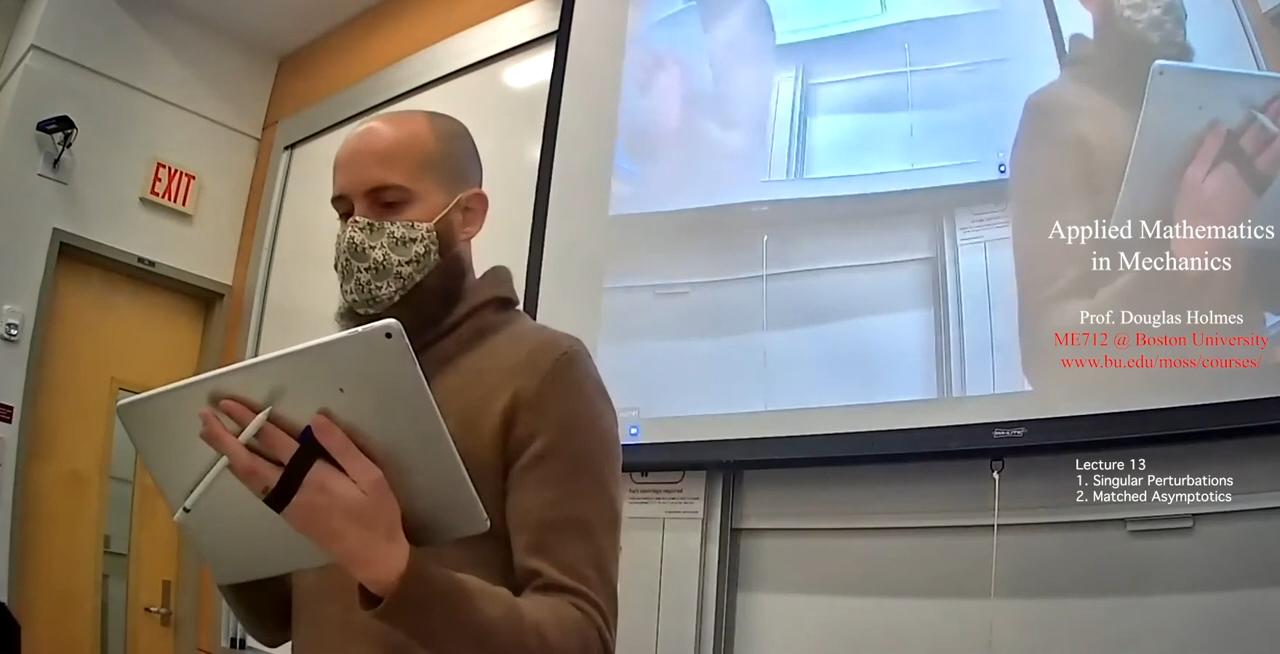 EXIT
Applied Mathematics
in Mechanics
Prof. Douglas Holmes
ME712 @ Boston University
www.bu.edu/moss/courses/
Lecture 13
1. Singular Perturbations
2. Matched Asymptotics